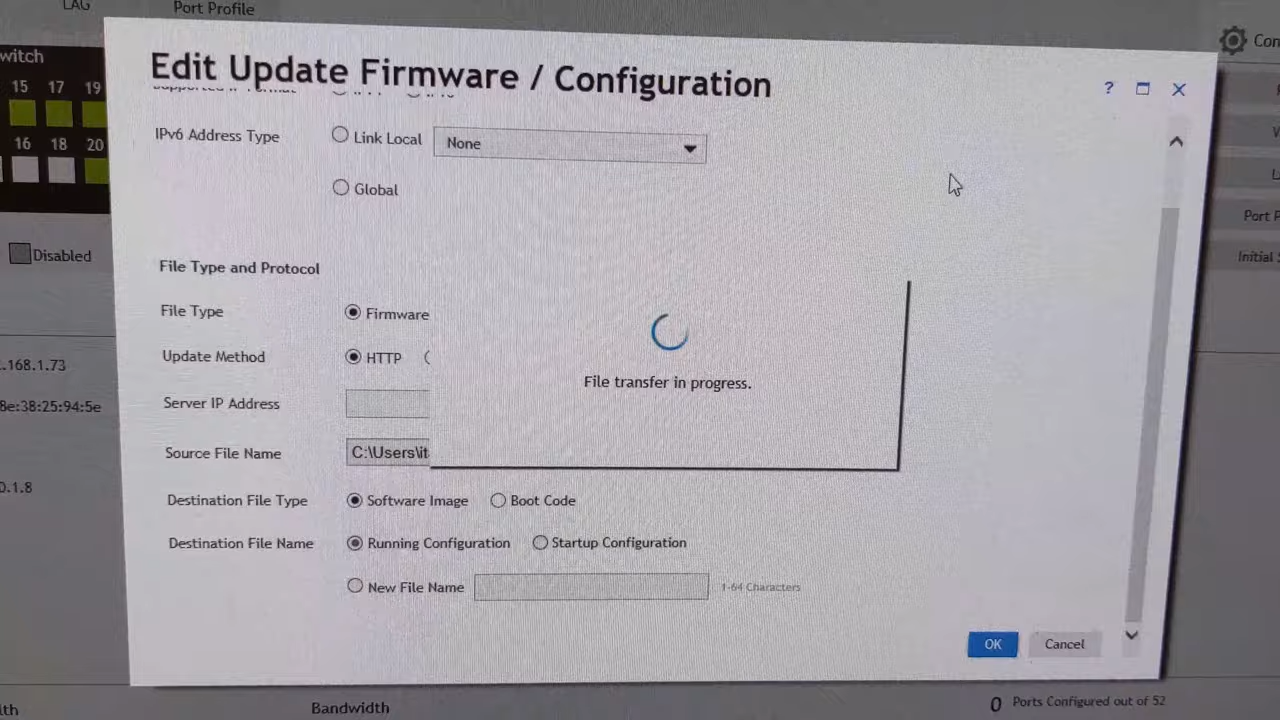 LAG
Port Profile
witch
15 17 19
16 18 20
Disabled
.168.1.73
8e:38:25:94:5e
0.1.8
lth
Bandwidth
Edit Update Firmware / Configuration
?
IPv6 Address Type
Link Local
None
Global
File Type and Protocol
File Type
Firmware
Update Method
HTTP
Server IP Address
Source File Name
C:\Users\it
File transfer in progress.
Destination File Type
Software Image
Boot Code
Destination File Name
Running Configuration
Startup Configuration
New File Name
1-64 Characters
OK
Cancel
Con
Port P
Initial
0 Ports Configured out of 52